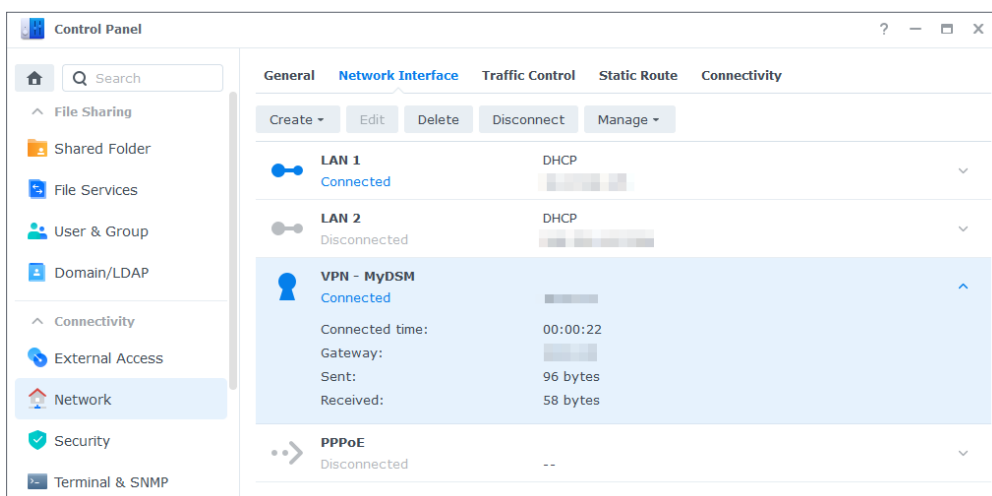 Control Panel
?
Search
General Network Interface Traffic Control Static Route Connectivity
File Sharing
Shared Folder
File Services
User & Group
Domain/LDAP
Connectivity
External Access
Network
Security
Terminal & SNMP
Create Edit Delete Disconnect Manage
LAN 1 DHCP
Connected
LAN 2 DHCP
Disconnected
VPN - MyDSM
Connected
Connected time: 00:00:22
Gateway:
Sent: 96 bytes
Received: 58 bytes
PPPoE
Disconnected --